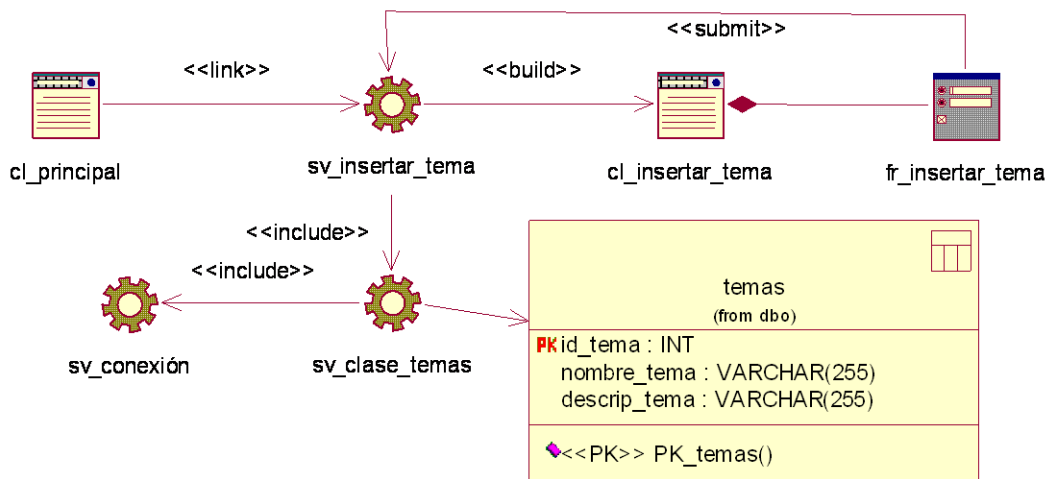 <<submit>>
<<link>>
<<build>>
cl_principal
sv_insertar_tema
cl_insertar_tema
fr_insertar_tema
<<include>>
<<include>>
sv_conexión
sv_clase_temas
temas
(from dbo)
PK id_tema : INT
nombre_tema : VARCHAR(255)
descrip_tema : VARCHAR(255)
<<PK>> PK_temas()